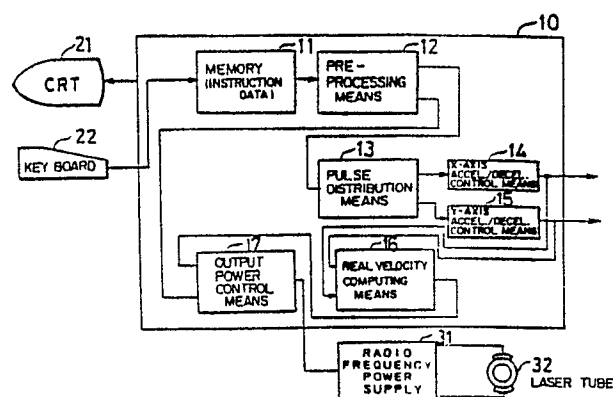 10
21
CRT
11
MEMORY
(INSTRUCTION
DATA)
12
PRE-
PROCESSING
MEANS
22
KEY BOARD
13
PULSE
DISTRIBUTION
MEANS
14
X-AXIS
ACCEL./DECEL.
CONTROL MEANS
15
Y-AXIS
ACCEL./DECEL.
CONTROL MEANS
17
OUTPUT
POWER
CONTROL
MEANS
16
REAL VELOCITY
COMPUTING
MEANS
31
RADIO
FREQUENCY
POWER
SUPPLY
32
LASER TUBE